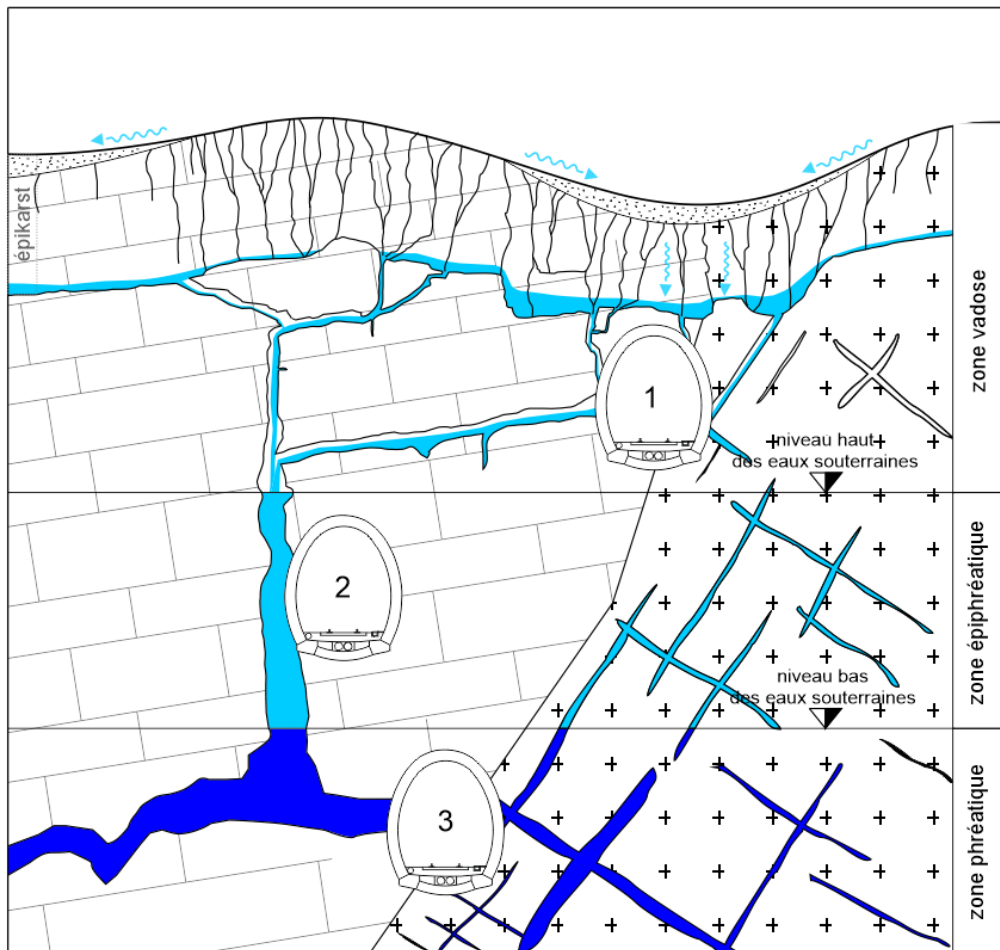 épikarst
zone vadose
1
niveau haut
des eaux souterraines
2
zone épiphréatique
niveau bas
des eaux souterraines
3
zone phréatique